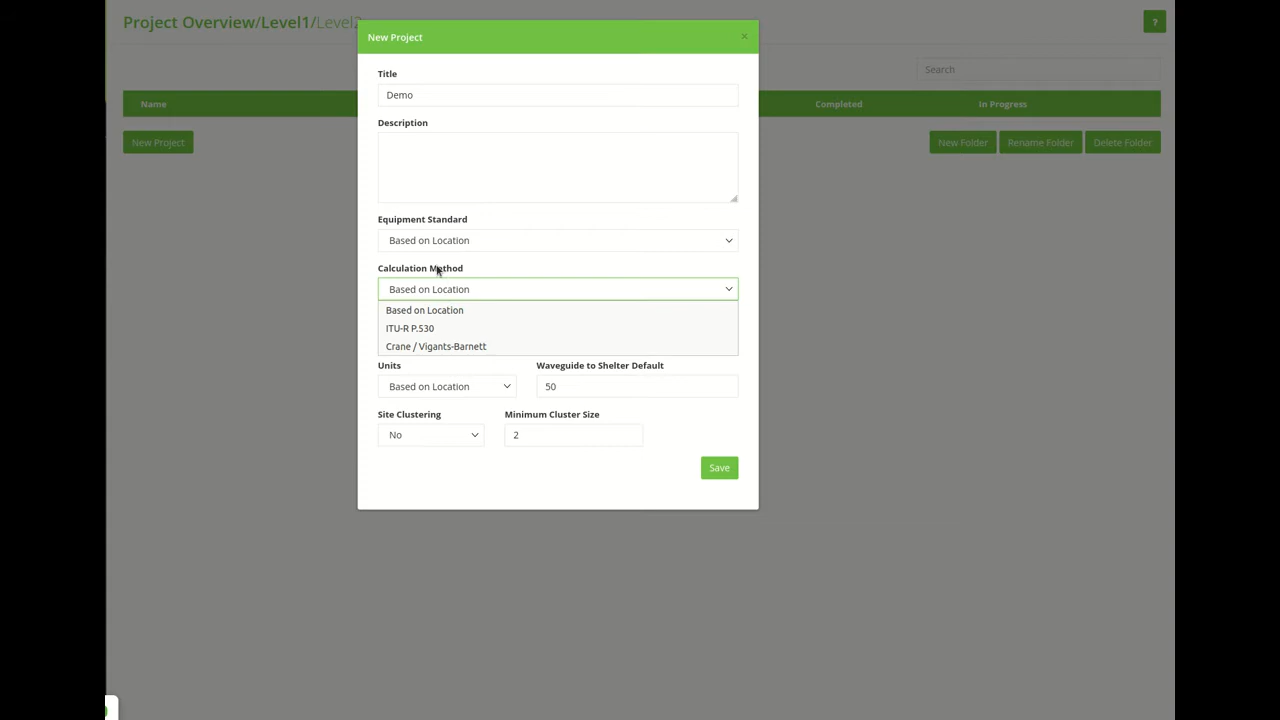 Project Overview/Level1/Level2
?
New Project
×
Search
Name
Completed
In Progress
New Project
New Folder
Rename Folder
Delete Folder
Title
Demo
Description
Equipment Standard
Based on Location
Calculation Method
Based on Location
Based on Location
ITU-R P.530
Crane / Vigants-Barnett
Units
Waveguide to Shelter Default
Based on Location
50
Site Clustering
Minimum Cluster Size
No
2
Save